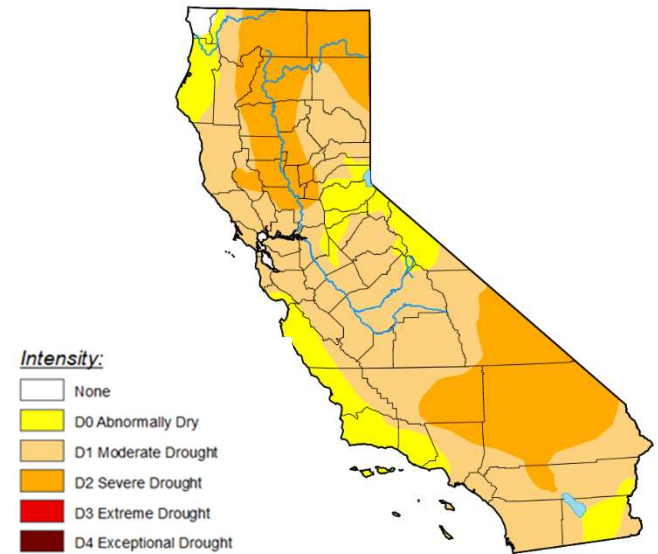 Intensity:
None
D0 Abnormally Dry
D1 Moderate Drought
D2 Severe Drought
D3 Extreme Drought
D4 Exceptional Drought